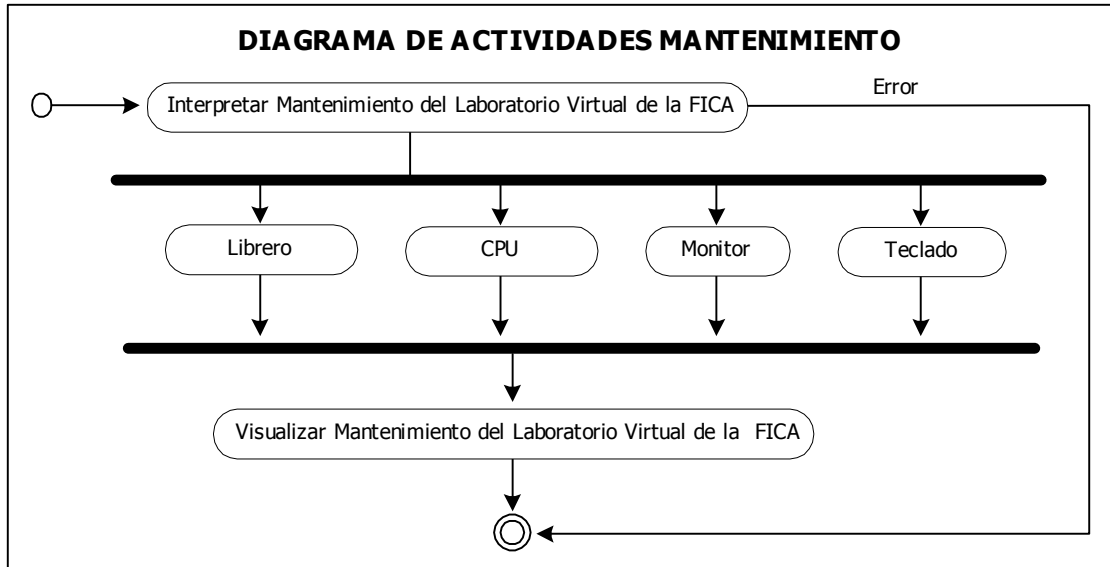 DIAGRAMA DE ACTIVIDADES MANTENIMIENTO
Error
Interpretar Mantenimiento del Laboratorio Virtual de la FICA
Librero
CPU
Monitor
Teclado
Visualizar Mantenimiento del Laboratorio Virtual de la FICA